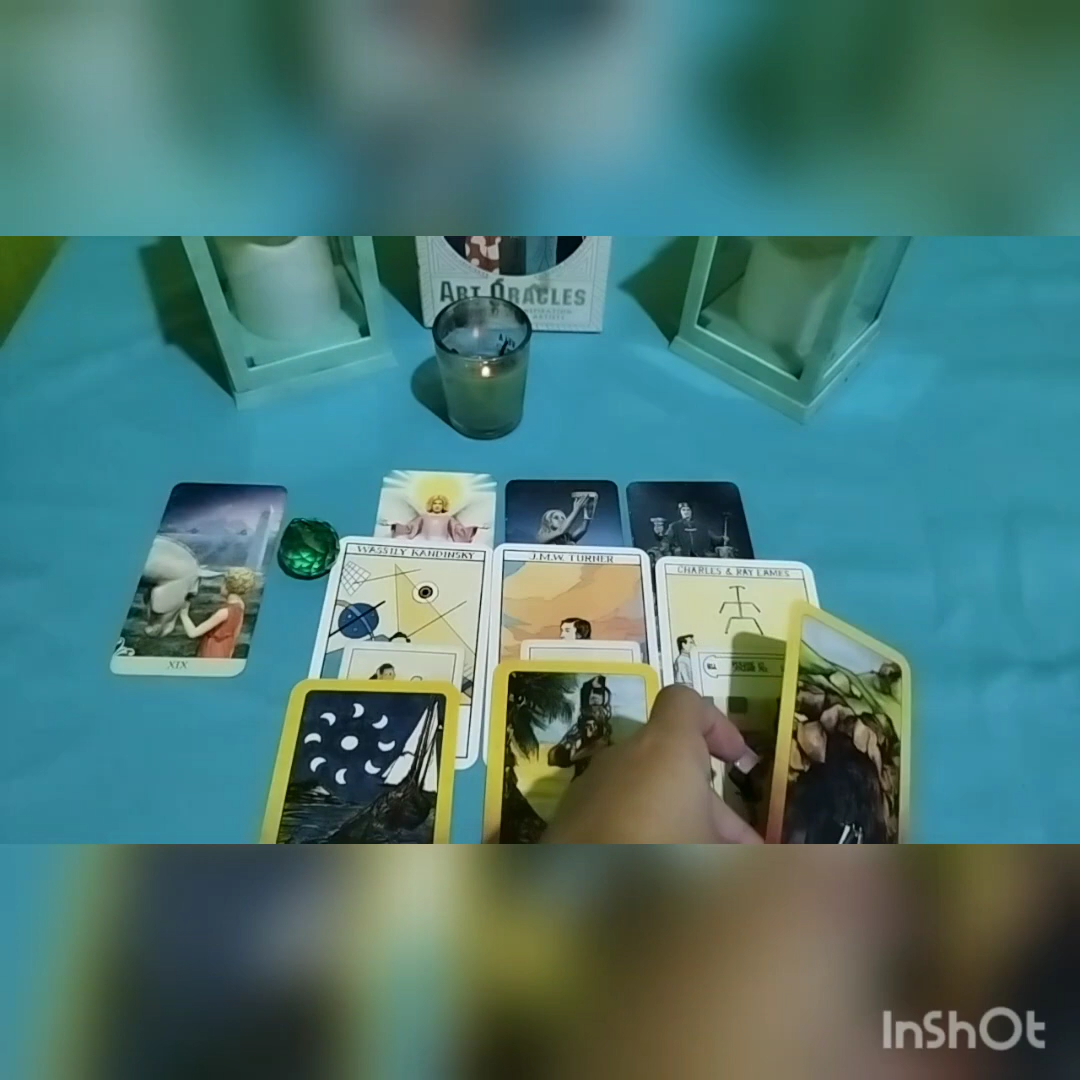 ART ORACLES
WASSILY KANDINSKY
J.M.W. TURNER
CHARLES & RAY EAMES
XIX
InShOt